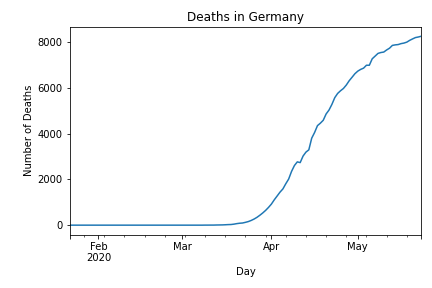 Deaths in Germany
Number of Deaths
8000
6000
4000
2000
0
Feb
2020
Mar
Apr
May
Day